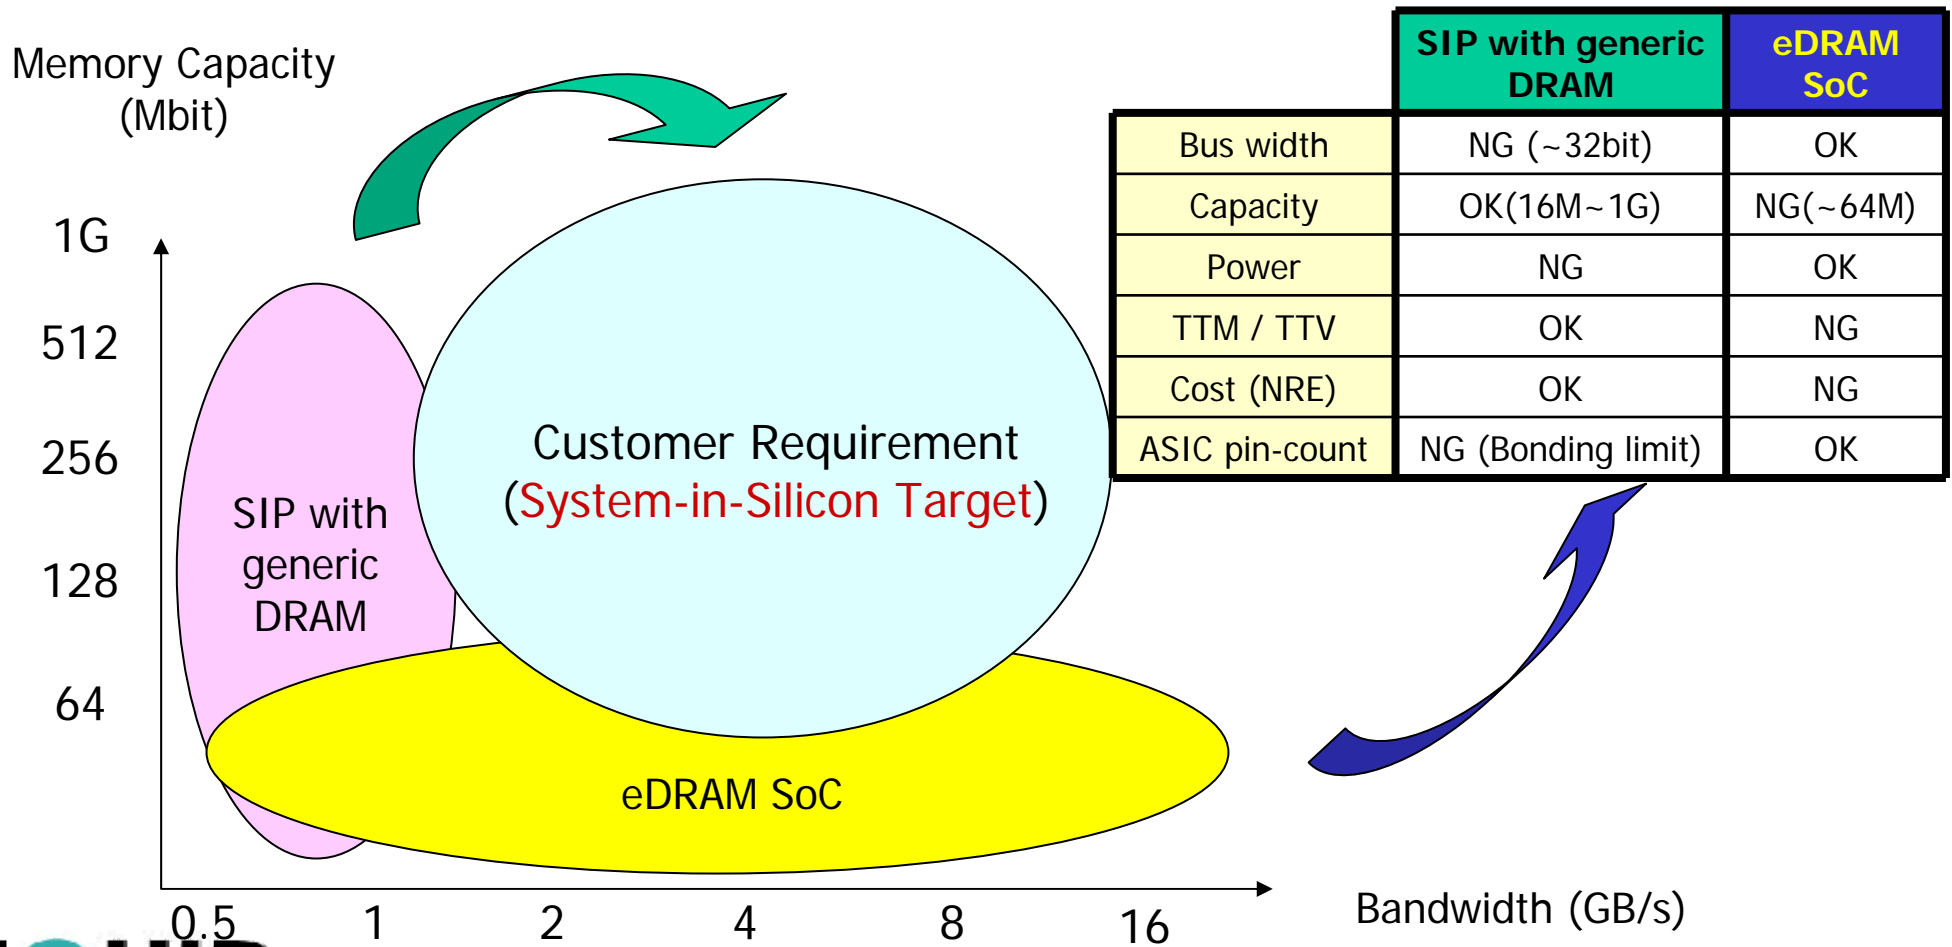 Memory Capacity
(Mbit)
1G
512
256
128
64
SIP with
generic
DRAM
Customer Requirement
(System-in-Silicon Target)
eDRAM SoC
0.5 1 2 4 8 16
Bandwidth (GB/s)
SIP with generic DRAM eDRAM SoC
Bus width NG (~32bit) OK
Capacity OK(16M~1G) NG(~64M)
Power NG OK
TTM / TTV OK NG
Cost (NRE) OK NG
ASIC pin-count NG (Bonding limit) OK